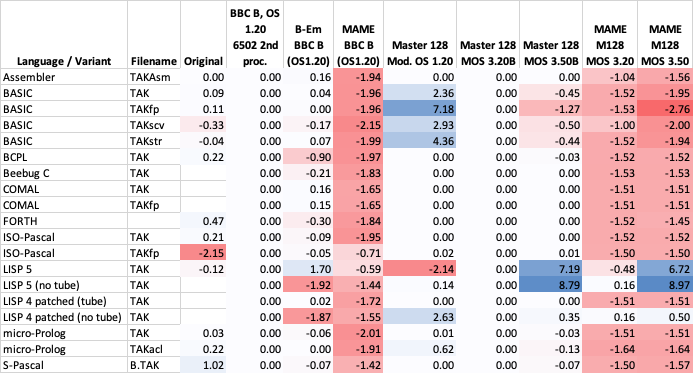 BBC B, OS
1.20 B-Em MAME Master 128 Master 128 Master 128 MAME MAME
6502 2nd BBC B BBC B Mod. OS 1.20 MOS 3.20B MOS 3.50B M128 M128
Language / Variant Filename Original proc. (OS1.20) (OS1.20) MOS 3.20 MOS 3.50
Assembler TAKAsm 0.00 0.00 0.16 -1.94 0.00 0.00 0.00 -1.04 -1.56
BASIC TAK 0.09 0.00 0.04 -1.96 2.36 0.00 -0.45 -1.52 -1.95
BASIC TAKfp 0.11 0.00 0.00 -1.96 7.18 0.00 -1.27 -1.53 -2.76
BASIC TAKscv -0.33 0.00 -0.17 -2.15 2.93 0.00 -0.50 -1.00 -2.00
BASIC TAKstr -0.04 0.00 0.07 -1.99 4.36 0.00 -0.44 -1.52 -1.94
BCPL TAK 0.22 0.00 -0.90 -1.97 0.00 0.00 -0.03 -1.52 -1.52
Beebug C TAK 0.00 -0.21 -1.83 0.00 0.00 0.00 -1.53 -1.53
COMAL TAK 0.00 0.16 -1.65 0.00 0.00 0.00 -1.51 -1.51
COMAL TAKfp 0.00 0.15 -1.65 0.00 0.00 0.00 -1.51 -1.51
FORTH 0.47 0.00 -0.30 -1.84 0.00 0.00 0.00 -1.52 -1.45
ISO-Pascal TAK 0.21 0.00 -0.09 -1.95 0.00 0.00 0.00 -1.52 -1.52
ISO-Pascal TAKfp -2.15 0.00 -0.05 -0.71 0.02 0.00 0.01 -1.50 -1.50
LISP 5 TAK -0.12 0.00 1.70 -0.59 -2.14 0.00 7.19 -0.48 6.72
LISP 5 (no tube) TAK 0.00 -1.92 -1.44 0.14 0.00 8.79 0.16 8.97
LISP 4 patched (tube) TAK 0.00 0.02 -1.72 0.00 0.00 0.00 -1.51 -1.51
LISP 4 patched (no tube) TAK 0.00 -1.87 -1.55 2.63 0.00 0.35 0.16 0.50
micro-Prolog TAK 0.03 0.00 -0.06 -2.01 0.01 0.00 -0.03 -1.51 -1.51
micro-Prolog TAKacl 0.22 0.00 0.00 -1.91 0.62 0.00 -0.13 -1.64 -1.64
S-Pascal B.TAK 1.02 0.00 -0.07 -1.42 0.00 0.00 0.00 -1.50 -1.57